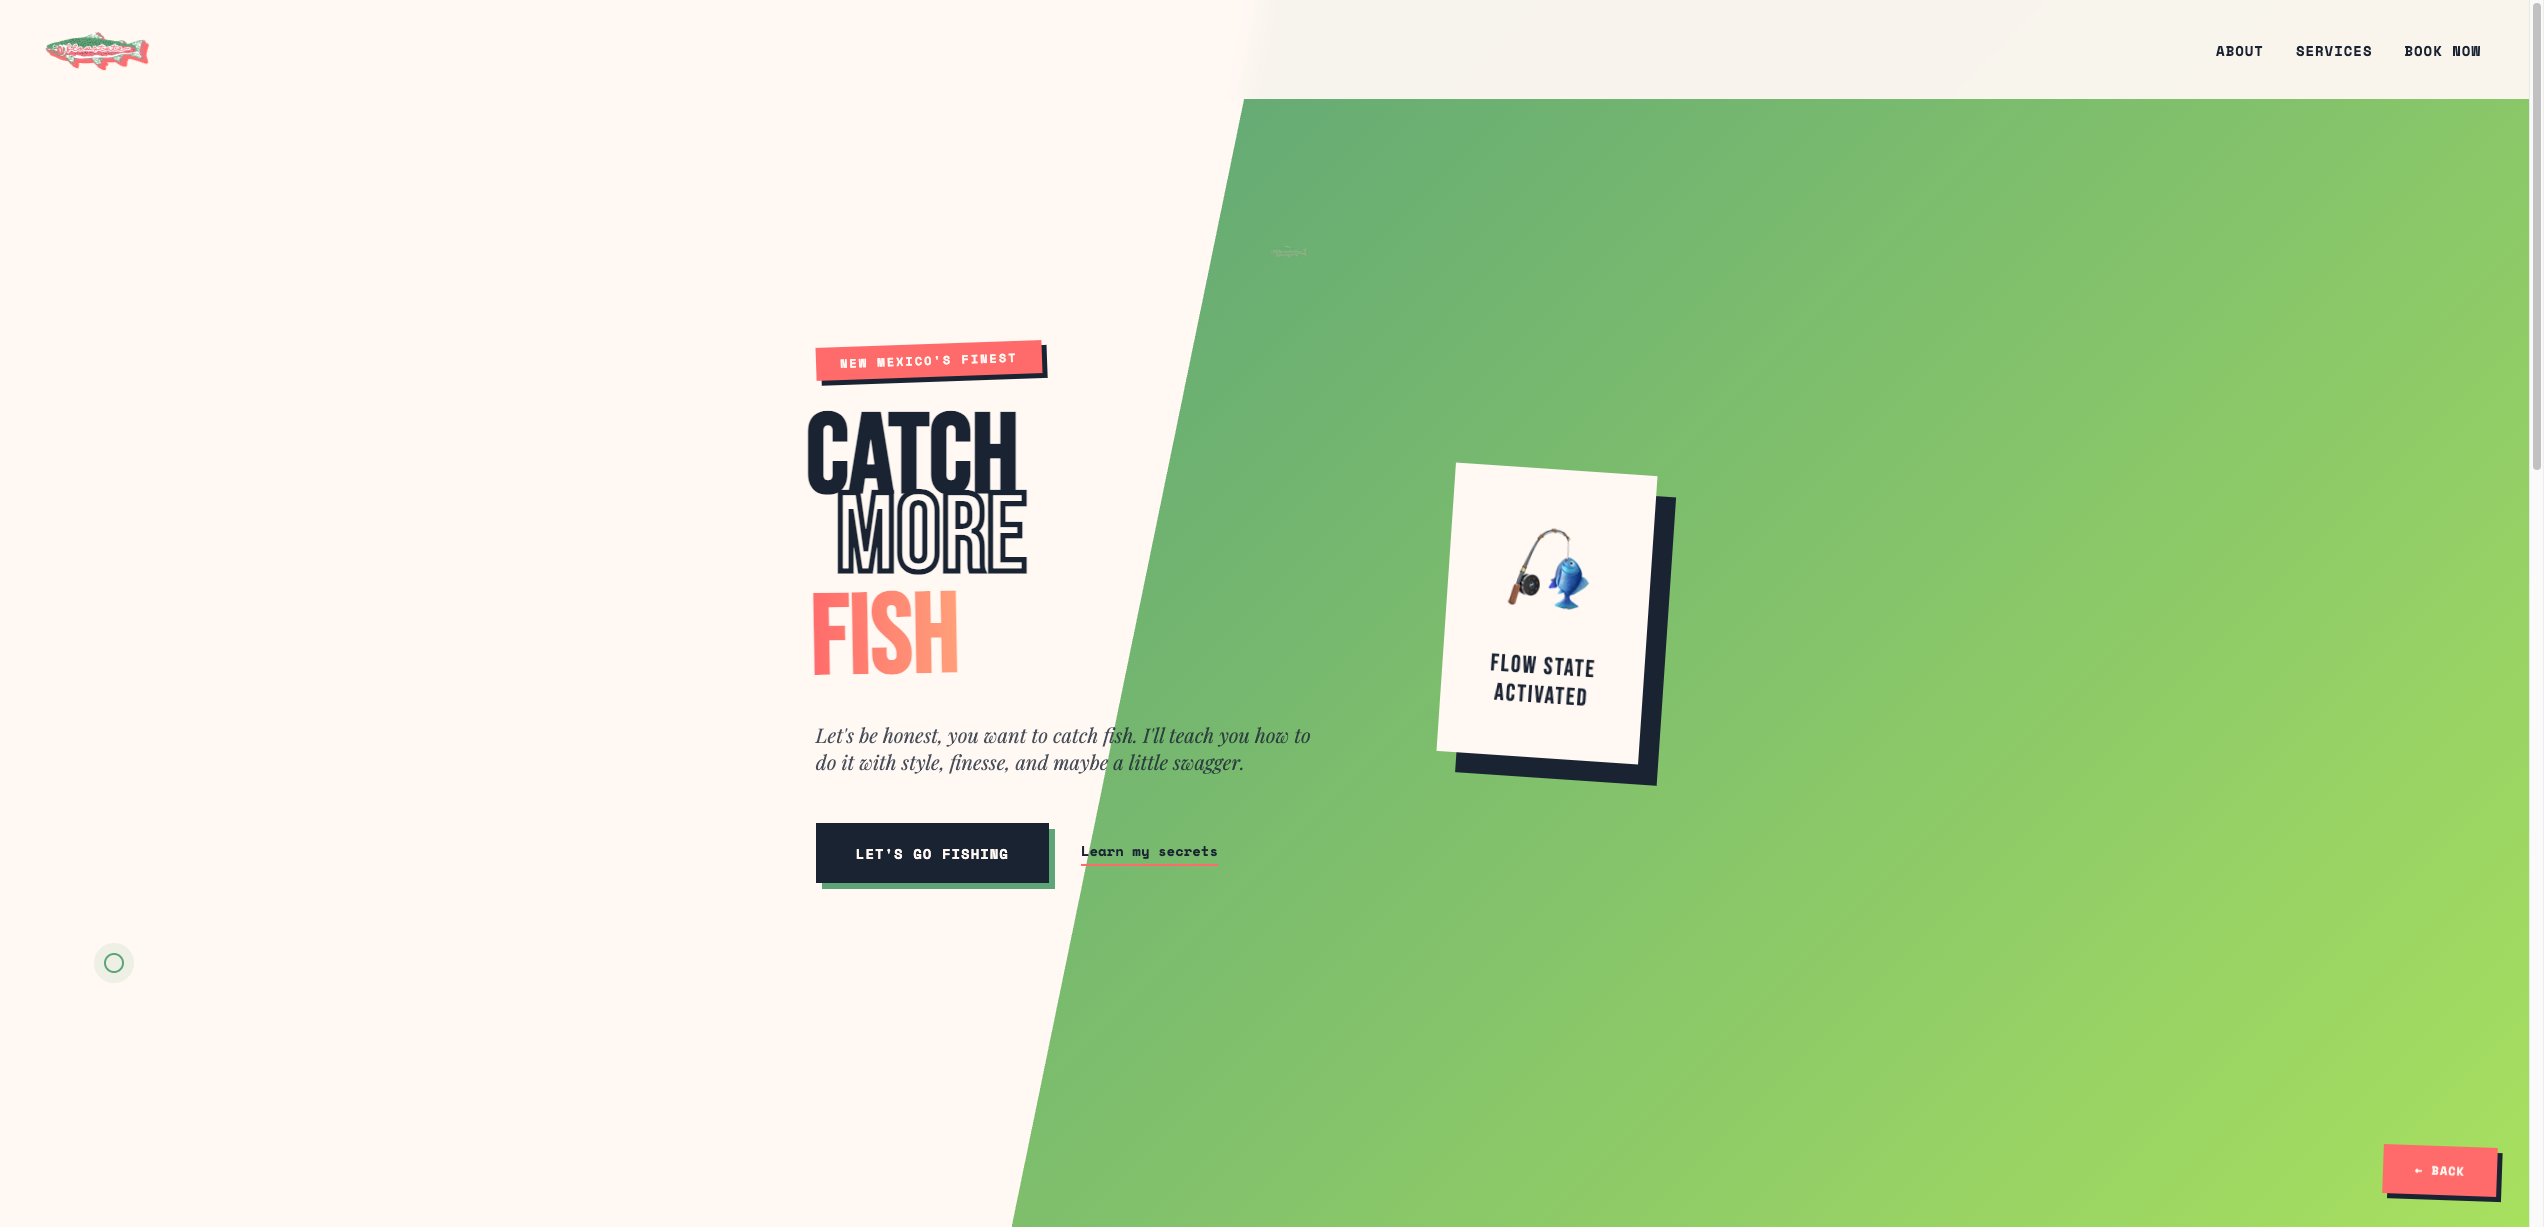 ABOUT SERVICES BOOK NOW
NEW MEXICO'S FINEST
CATCH
MORE
FISH
Let's be honest, you want to catch fish. I'll teach you how to
do it with style, finesse, and maybe a little swagger.
LET'S GO FISHING
Learn my secrets
FLOW STATE
ACTIVATED
← BACK